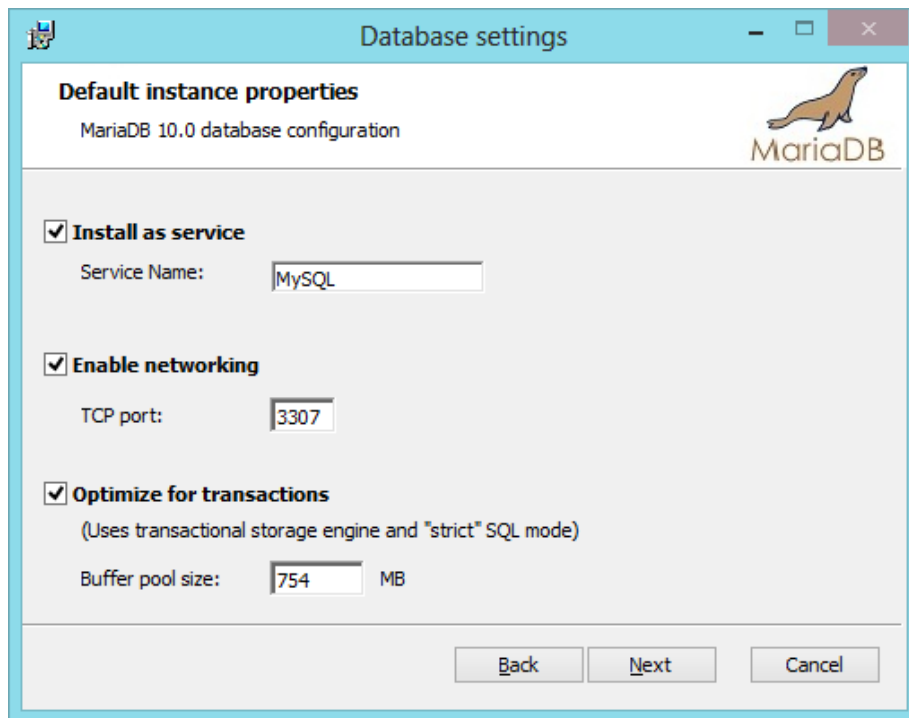 Database settings
Default instance properties
MariaDB 10.0 database configuration
MariaDB
Install as service
Service Name: MySQL
Enable networking
TCP port: 3307
Optimize for transactions
(Uses transactional storage engine and "strict" SQL mode)
Buffer pool size: 754 MB
Back Next Cancel